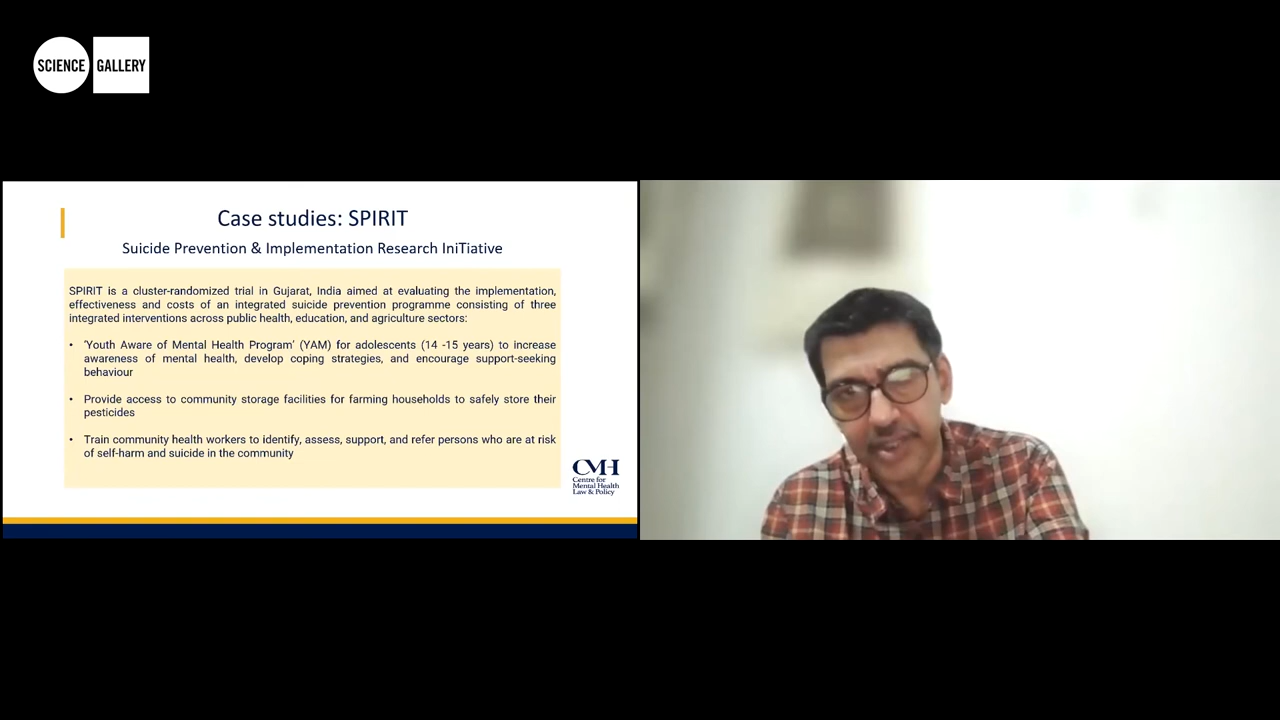 SCIENCE GALLERY
Case studies: SPIRIT
Suicide Prevention & Implementation Research IniTiative
SPIRIT is a cluster-randomized trial in Gujarat, India aimed at evaluating the implementation,
effectiveness and costs of an integrated suicide prevention programme consisting of three
integrated interventions across public health, education, and agriculture sectors:
• ‘Youth Aware of Mental Health Program’ (YAM) for adolescents (14 -15 years) to increase
awareness of mental health, develop coping strategies, and encourage support-seeking
behaviour
• Provide access to community storage facilities for farming households to safely store their
pesticides
• Train community health workers to identify, assess, support, and refer persons who are at risk
of self-harm and suicide in the community
CMH
Centre for
Mental Health
Law & Policy